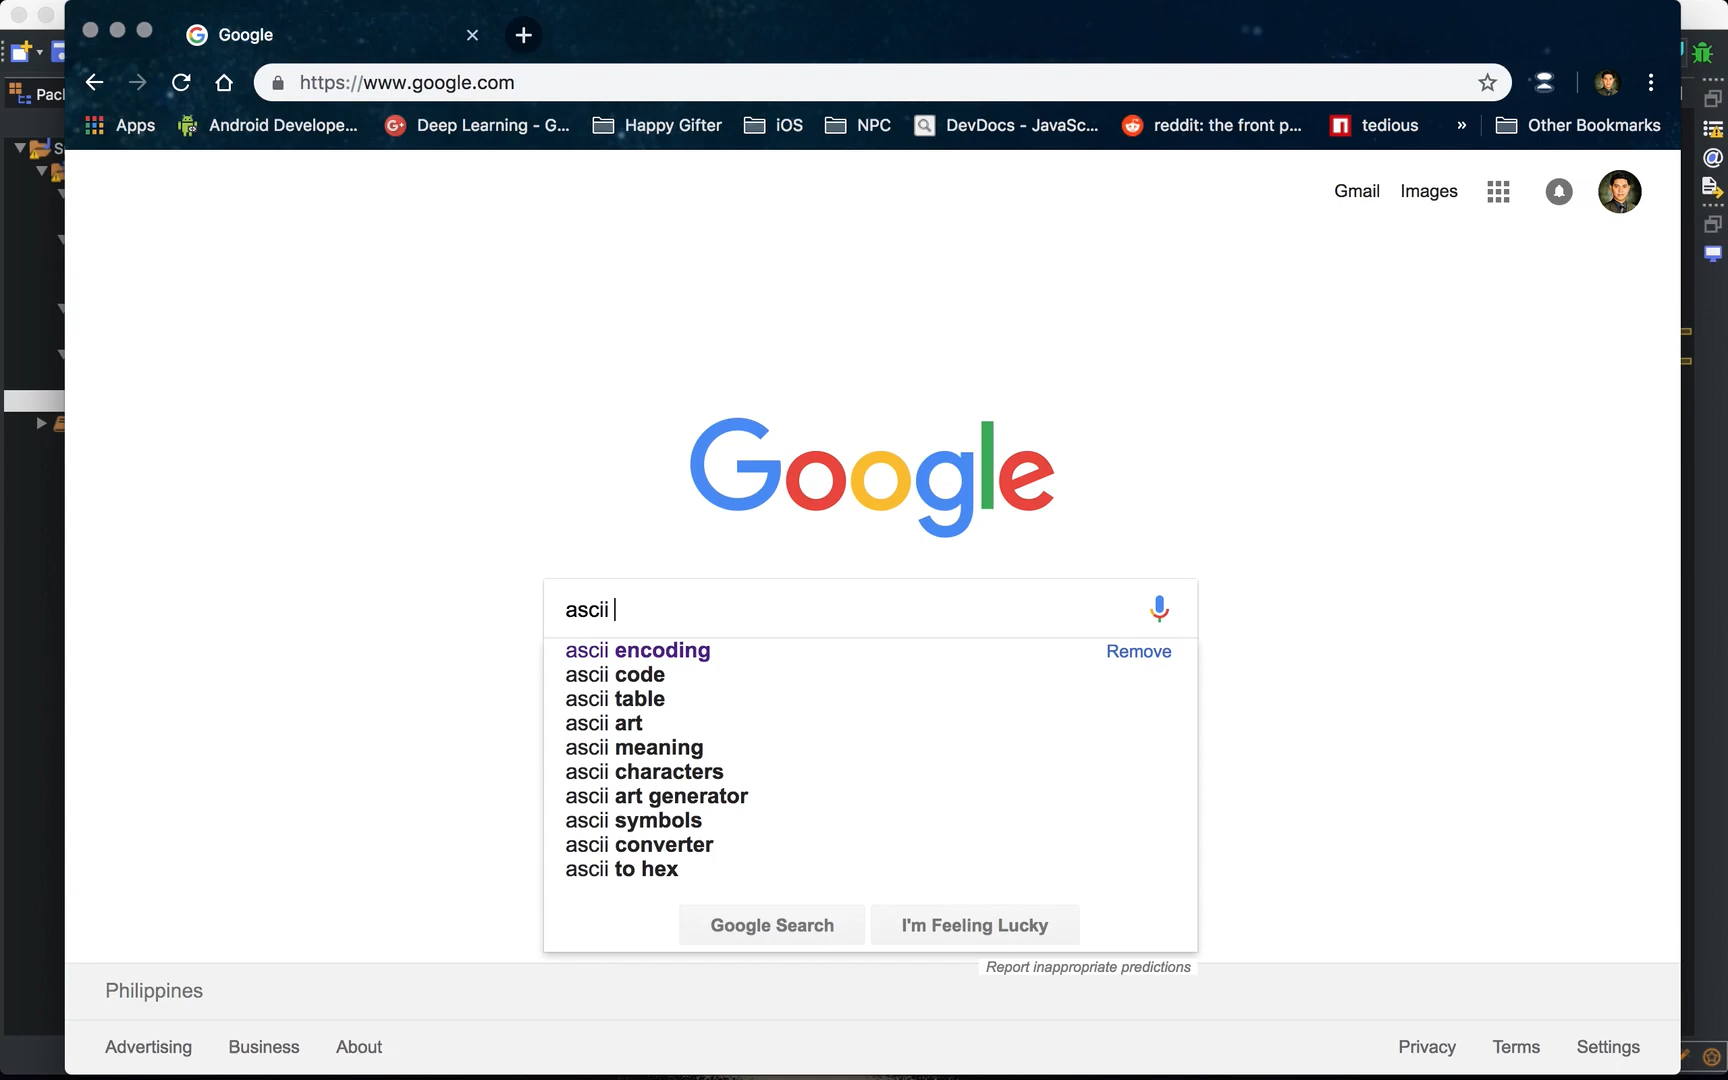 Google
https://www.google.com
Apps Android Develope... Deep Learning - G... Happy Gifter iOS NPC DevDocs - JavaSc... reddit: the front p... tedious » Other Bookmarks
Pac
S
Gmail Images
Google
ascii
ascii encoding Remove
ascii code
ascii table
ascii art
ascii meaning
ascii characters
ascii art generator
ascii symbols
ascii converter
ascii to hex
Google Search I'm Feeling Lucky
Report inappropriate predictions
Philippines
Advertising Business About Privacy Terms Settings